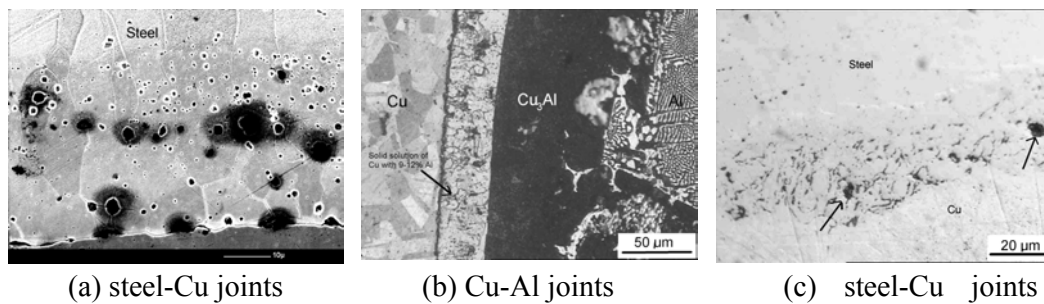 Steel
10µ
Cu
Cu₃Al
Al
Solid solution of
Cu with 9-12% Al
50 µm
Steel
Cu
20 µm
(a) steel-Cu joints
(b) Cu-Al joints
(c) steel-Cu joints